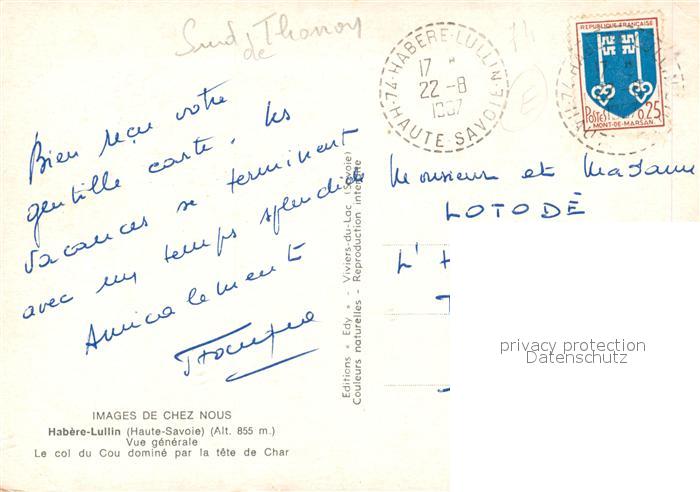 Sud de Thonon
Bien reçu votre
gentille carte. Les
vacances se terminent
avec un temps splendide
Amicalement
74 HABERE-LULLIN
17 H
22-8
1967
HAUTE SAVOIE
14
E
REPUBLIQUE FRANÇAISE
POSTES 0,25
MONT-DE-MARSAN
Monsieur et Madame
LOTODÉ
L'H
Editions « Edy » - Viviers-du-Lac (Savoie)
Couleurs naturelles - Reproduction interdite
privacy protection
Datenschutz
IMAGES DE CHEZ NOUS
Habère-Lullin (Haute-Savoie) (Alt. 855 m.)
Vue générale
Le col du Cou dominé par la tête de Char